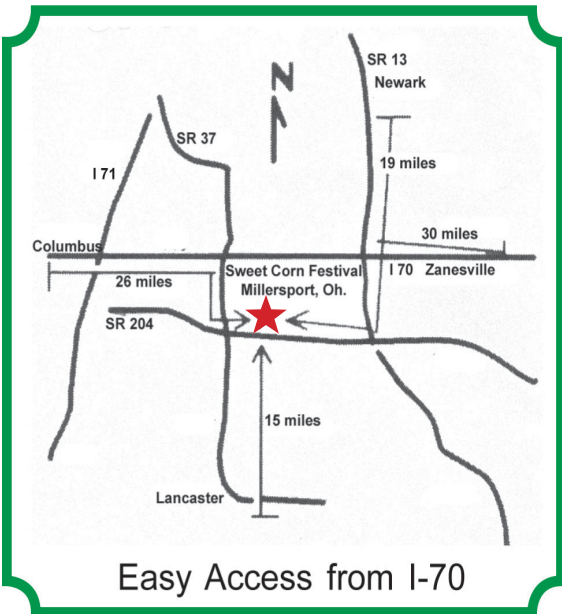 SR 13
Newark
N
SR 37
19 miles
I 71
30 miles
Columbus
Sweet Corn Festival
I 70 Zanesville
26 miles
Millersport, Oh.
SR 204
15 miles
Lancaster
Easy Access from I-70